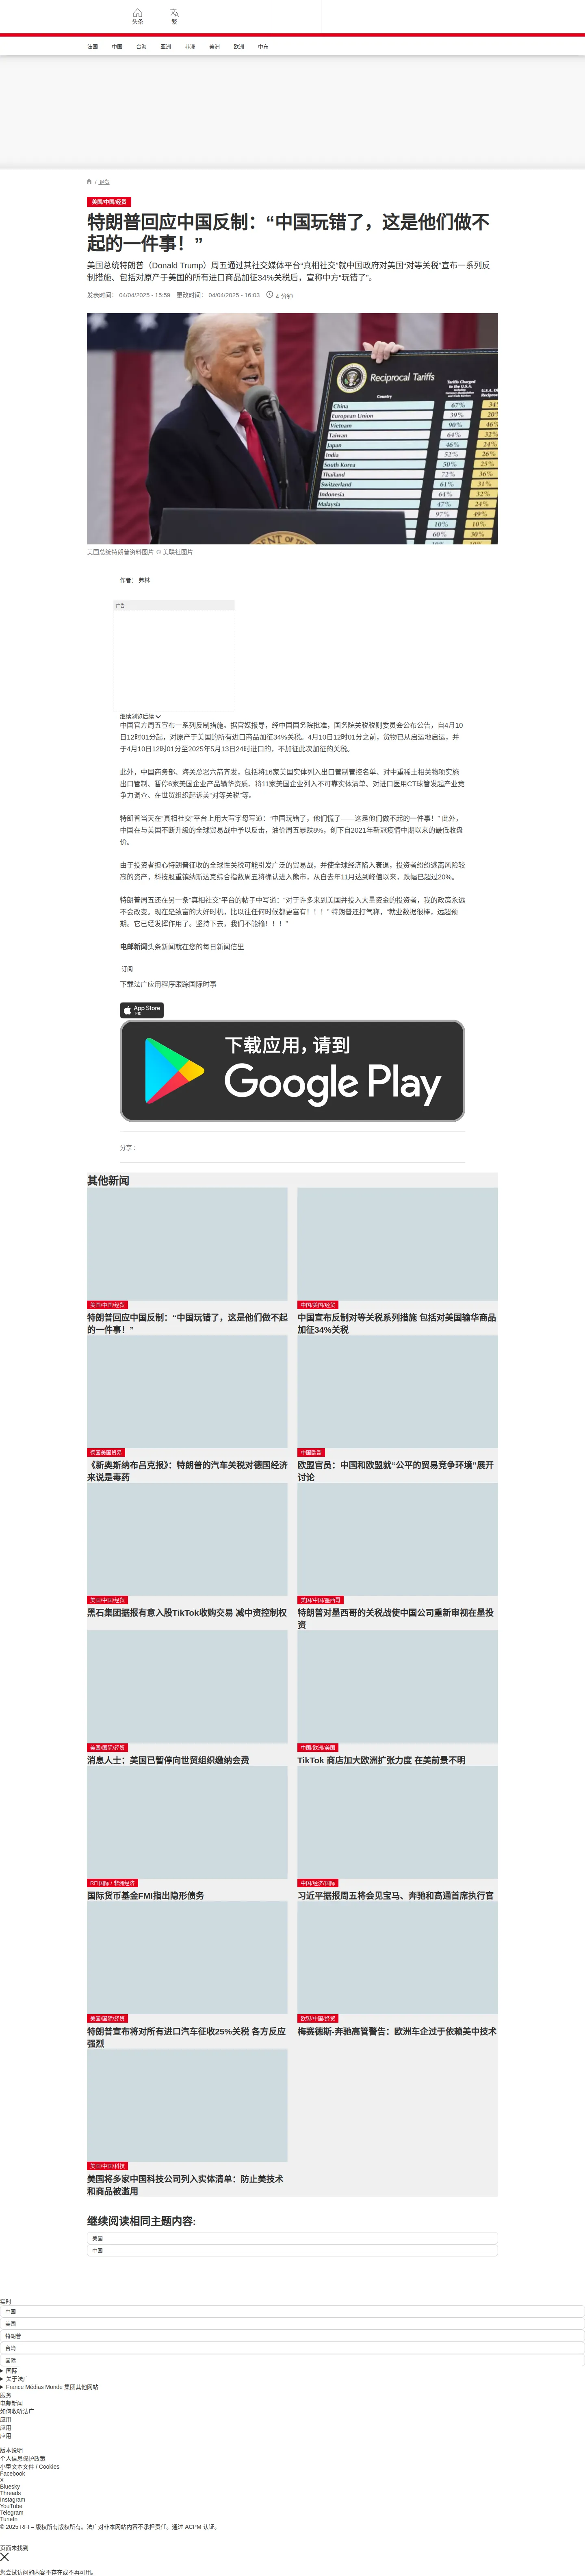 头条
繁
法国
中国
台海
亚洲
非洲
美洲
欧洲
中东
/ 经贸
美国/中国/经贸
特朗普回应中国反制：“中国玩错了，这是他们做不
起的一件事！”
美国总统特朗普（Donald Trump）周五通过其社交媒体平台“真相社交”就中国政府对美国“对等关税”宣布一系列反
制措施、包括对原产于美国的所有进口商品加征34%关税后，宣称中方“玩错了”。
发表时间： 04/04/2025 - 15:59 更改时间： 04/04/2025 - 16:03 4 分钟
Reciprocal Tariffs
Country
Tariffs Charged
to the U.S.A.
China 67% 34%
European Union 39% 20%
Vietnam 90% 46%
Taiwan 64% 32%
Japan 46% 24%
India 52% 26%
South Korea 50% 25%
Thailand 72% 36%
Switzerland 61% 31%
Indonesia 64% 32%
Malaysia 47% 24%
97% 49%
10% 10%
60% 30%
10%
美国总统特朗普资料图片 © 美联社图片
作者： 弗林
广告
继续浏览后续
中国官方周五宣布一系列反制措施。据官媒报导，经中国国务院批准，国务院关税税则委员会公布公告，自4月10
日12时01分起，对原产于美国的所有进口商品加征34%关税。4月10日12时01分之前，货物已从启运地启运，并
于4月10日12时01分至2025年5月13日24时进口的，不加征此次加征的关税。
此外，中国商务部、海关总署六箭齐发，包括将16家美国实体列入出口管制管控名单、对中重稀土相关物项实施
出口管制、暂停6家美国企业产品输华资质、将11家美国企业列入不可靠实体清单、对进口医用CT球管发起产业竞
争力调查、在世贸组织起诉美“对等关税”等。
特朗普当天在“真相社交”平台上用大写字母写道：“中国玩错了，他们慌了——这是他们做不起的一件事！” 此外，
中国在与美国不断升级的全球贸易战中予以反击，油价周五暴跌8%，创下自2021年新冠疫情中期以来的最低收盘
价。
由于投资者担心特朗普征收的全球性关税可能引发广泛的贸易战，并使全球经济陷入衰退，投资者纷纷逃离风险较
高的资产，科技股重镇纳斯达克综合指数周五将确认进入熊市，从自去年11月达到峰值以来，跌幅已超过20%。
特朗普周五还在另一条“真相社交”平台的帖子中写道：“对于许多来到美国并投入大量资金的投资者，我的政策永远
不会改变。现在是致富的大好时机，比以往任何时候都更富有！！！” 特朗普还打气称，“就业数据很棒，远超预
期。它已经发挥作用了。坚持下去，我们不能输！！！”
电邮新闻头条新闻就在您的每日新闻信里
订阅
下载法广应用程序跟踪国际时事
App Store
下载应用，请到
Google Play
分享 :
其他新闻
美国/中国/经贸
特朗普回应中国反制：“中国玩错了，这是他们做不起
的一件事！”
中国/美国/经贸
中国宣布反制对等关税系列措施 包括对美国输华商品
加征34%关税
德国美国贸易
《新奥斯纳布吕克报》：特朗普的汽车关税对德国经济
来说是毒药
中国欧盟
欧盟官员：中国和欧盟就“公平的贸易竞争环境”展开
讨论
美国/中国/经贸
黑石集团据报有意入股TikTok收购交易 减中资控制权
美国/中国/墨西哥
特朗普对墨西哥的关税战使中国公司重新审视在墨投
资
美国/国际/经贸
消息人士：美国已暂停向世贸组织缴纳会费
中国/欧洲/美国
TikTok 商店加大欧洲扩张力度 在美前景不明
RFI国际 / 非洲经济
国际货币基金FMI指出隐形债务
中国/经济/国际
习近平据报周五将会见宝马、奔驰和高通首席执行官
美国/国际/经贸
特朗普宣布将对所有进口汽车征收25%关税 各方反应
强烈
欧盟/中国/经贸
梅赛德斯-奔驰高管警告：欧洲车企过于依赖美中技术
美国/中国/科技
美国将多家中国科技公司列入实体清单：防止美技术
和商品被滥用
继续阅读相同主题内容:
美国
中国
实时
中国
美国
特朗普
台湾
国际
国际
关于法广
France Médias Monde 集团其他网站
服务
电邮新闻
如何收听法广
应用
应用
应用
版本说明
个人信息保护政策
小型文本文件 / Cookies
Facebook
X
Bluesky
Threads
Instagram
YouTube
Telegram
TuneIn
© 2025 RFI – 版权所有版权所有。法广对非本网站内容不承担责任。通过 ACPM 认证。
页面未找到
您尝试访问的内容不存在或不再可用。